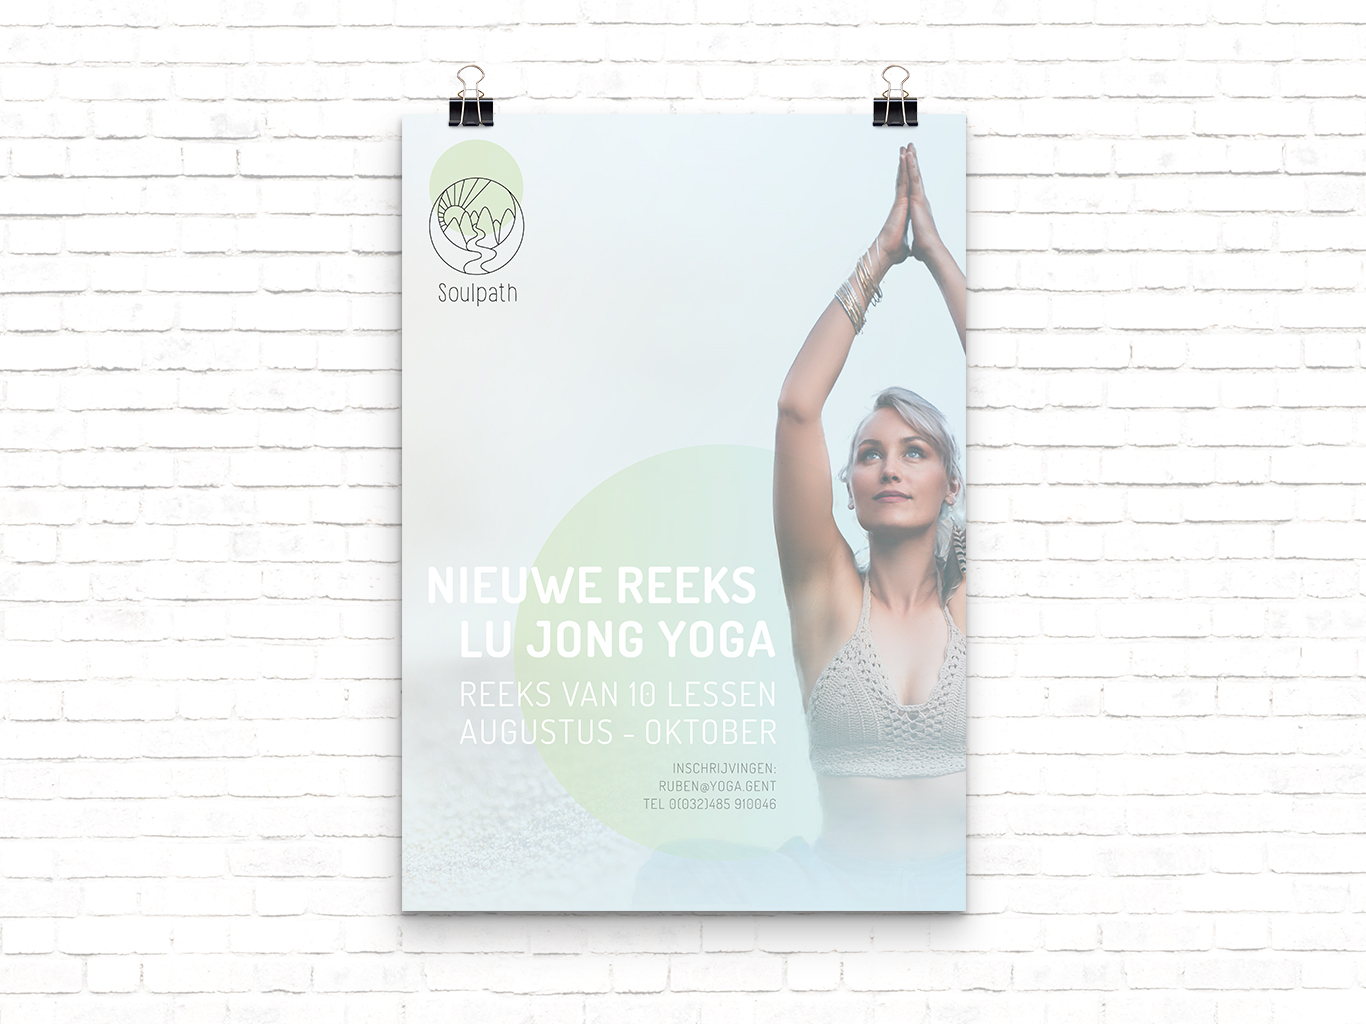 Soulpath
NIEUWE REEKS
LU JONG YOGA
REEKS VAN 10 LESSEN
AUGUSTUS - OKTOBER
INSCHRIJVINGEN:
RUBEN@YOGA.GENT
TEL 0(032)485 910046